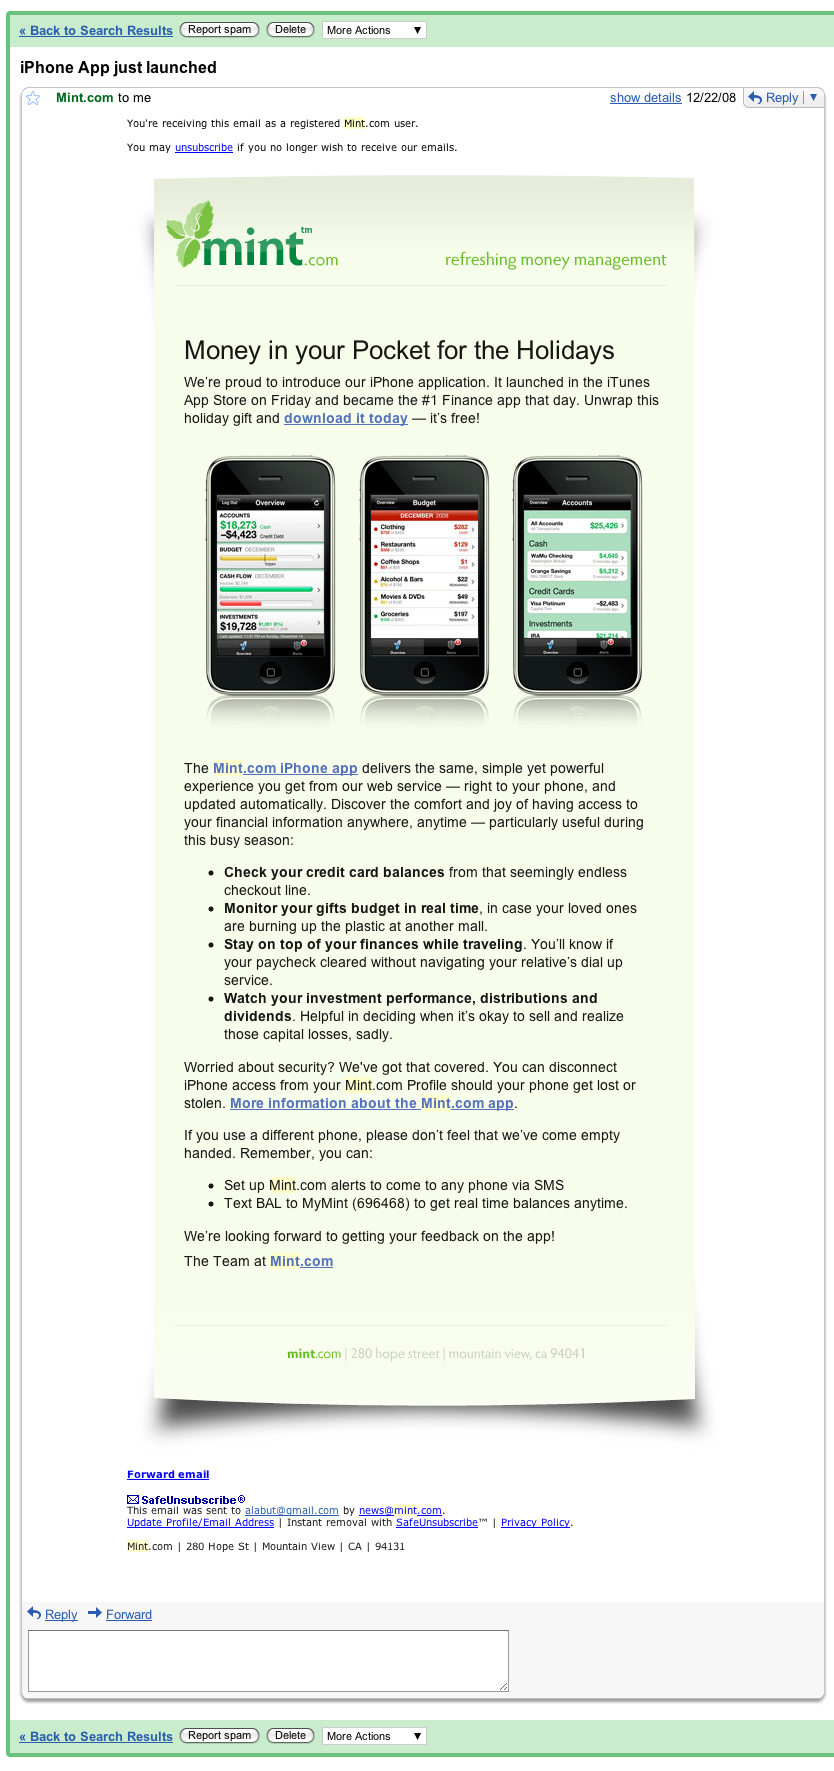 « Back to Search Results Report spam Delete More Actions ▼
iPhone App just launched
Mint.com to me show details 12/22/08 Reply ▼
You're receiving this email as a registered Mint.com user.
You may unsubscribe if you no longer wish to receive our emails.
mint.com™
refreshing money management
Money in your Pocket for the Holidays
We're proud to introduce our iPhone application. It launched in the iTunes
App Store on Friday and became the #1 Finance app that day. Unwrap this
holiday gift and download it today — it's free!
Log Out Overview
ACCOUNTS
$18,273 Cash
–$4,423 Credit Debt
BUDGET DECEMBER
TODAY
CASH FLOW DECEMBER
INVESTMENTS
$19,728
Overview Alerts
Overview Budget
DECEMBER 2008
Clothing $282
OVER
Restaurants $129
OVER
Coffee Shops $1
OVER
Alcohol & Bars $22
REMAINING
Movies & DVDs $49
REMAINING
Groceries $197
REMAINING
Overview Alerts
Overview Accounts
All Accounts $25,426
Cash
WaMu Checking $4,645
Orange Savings $5,212
Credit Cards
Visa Platinum –$2,483
Investments
IRA $21,214
Overview Alerts
The Mint.com iPhone app delivers the same, simple yet powerful
experience you get from our web service — right to your phone, and
updated automatically. Discover the comfort and joy of having access to
your financial information anywhere, anytime — particularly useful during
this busy season:
• Check your credit card balances from that seemingly endless
checkout line.
• Monitor your gifts budget in real time, in case your loved ones
are burning up the plastic at another mall.
• Stay on top of your finances while traveling. You'll know if
your paycheck cleared without navigating your relative's dial up
service.
• Watch your investment performance, distributions and
dividends. Helpful in deciding when it's okay to sell and realize
those capital losses, sadly.
Worried about security? We've got that covered. You can disconnect
iPhone access from your Mint.com Profile should your phone get lost or
stolen. More information about the Mint.com app.
If you use a different phone, please don't feel that we've come empty
handed. Remember, you can:
• Set up Mint.com alerts to come to any phone via SMS
• Text BAL to MyMint (696468) to get real time balances anytime.
We're looking forward to getting your feedback on the app!
The Team at Mint.com
mint.com | 280 hope street | mountain view, ca 94041
Forward email
SafeUnsubscribe®
This email was sent to alabut@gmail.com by news@mint.com.
Update Profile/Email Address | Instant removal with SafeUnsubscribe™ | Privacy Policy.
Mint.com | 280 Hope St | Mountain View | CA | 94131
Reply Forward
« Back to Search Results Report spam Delete More Actions ▼